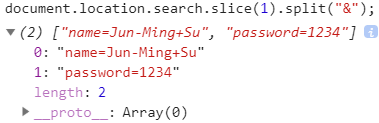 document.location.search.slice(1).split("&");
▼ (2) ["name=Jun-Ming+Su", "password=1234"] i
0: "name=Jun-Ming+Su"
1: "password=1234"
length: 2
▶ __proto__: Array(0)